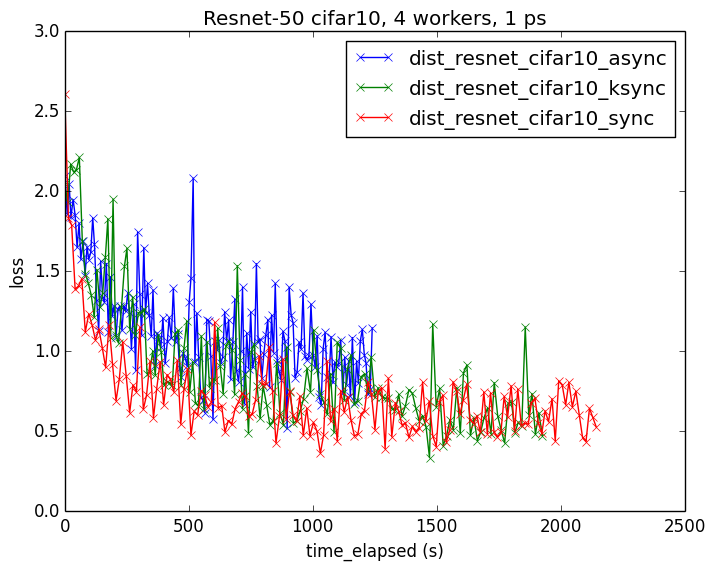 Resnet-50 cifar10, 4 workers, 1 ps
dist_resnet_cifar10_async
dist_resnet_cifar10_ksync
dist_resnet_cifar10_sync
3.0
2.5
2.0
1.5
1.0
0.5
0.0
loss
0 500 1000 1500 2000 2500
time_elapsed (s)